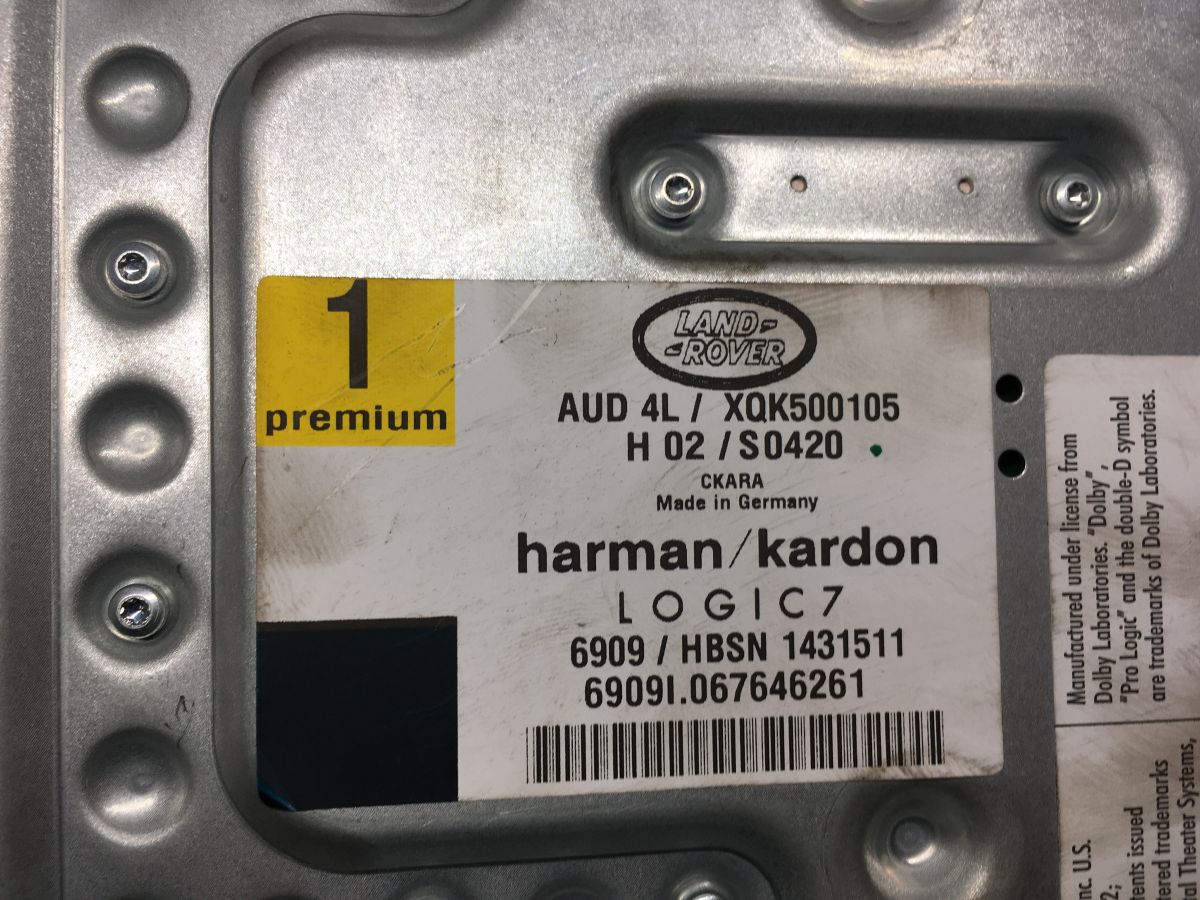 1
premium
LAND-
-ROVER
AUD 4L / XQK500105
H 02 / S0420
CKARA
Made in Germany
harman/kardon
LOGIC7
6909 / HBSN 1431511
6909I.067646261
Manufactured under license from
Dolby Laboratories. "Dolby",
"Pro Logic" and the double-D symbol
are trademarks of Dolby Laboratories.
nc. U.S.
2;
tents issued
tered trademarks
tal Theater Systems,